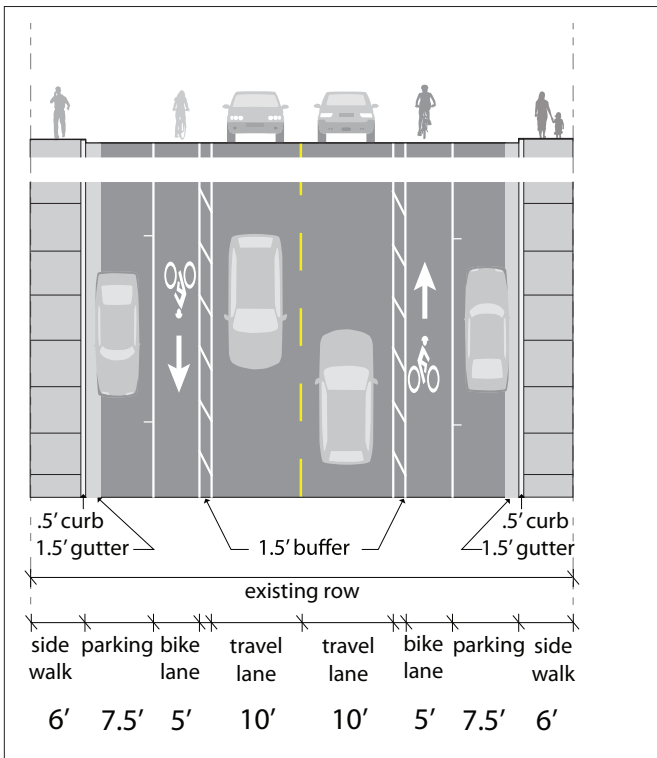 .5’ curb
1.5’ gutter
1.5’ buffer
.5’ curb
1.5’ gutter
existing row
side walk
parking
bike lane
travel lane
travel lane
bike lane
parking
side walk
6’ 7.5’ 5’ 10’ 10’ 5’ 7.5’ 6’